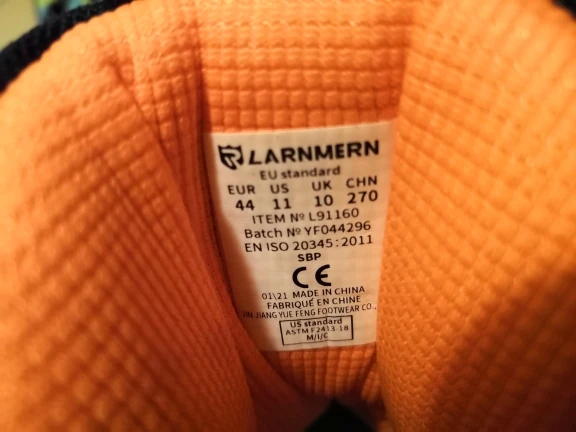 LARNMERN
EU standard
EUR US UK CHN
44 11 10 270
ITEM Nº L91160
Batch Nº YF044296
EN ISO 20345:2011
SBP
CE
01\21 MADE IN CHINA
FABRIQUÉ EN CHINE
JIN JIANG YUE FENG FOOTWEAR CO.,
US standard
ASTM F2413-18
M/I/C